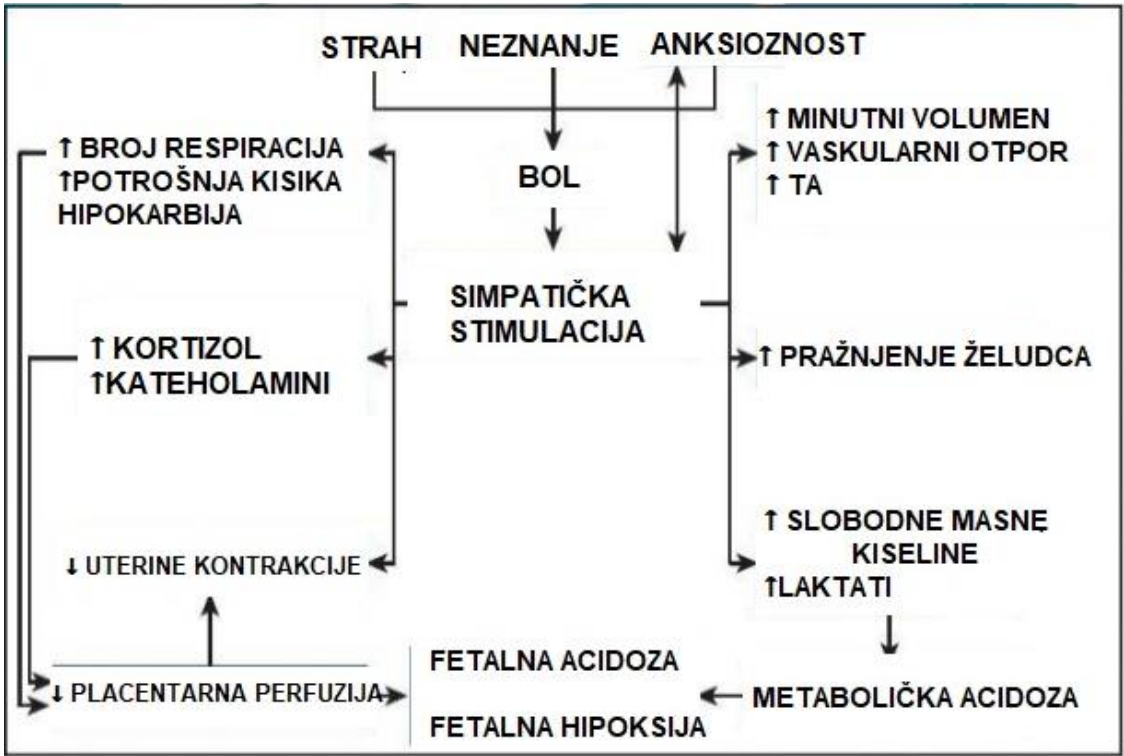 STRAH NEZNANJE ANKSIOZNOST
↑ BROJ RESPIRACIJA
↑POTROŠNJA KISIKA
HIPOKARBIJA
BOL
↑ MINUTNI VOLUMEN
↑ VASKULARNI OTPOR
↑ TA
SIMPATIČKA
STIMULACIJA
↑ KORTIZOL
↑KATEHOLAMINI
↑ PRAŽNJENJE ŽELUDCA
↓ UTERINE KONTRAKCIJE
↑ SLOBODNE MASNE
KISELINE
↑LAKTATI
↓ PLACENTARNA PERFUZIJA
FETALNA ACIDOZA
FETALNA HIPOKSIJA
METABOLIČKA ACIDOZA